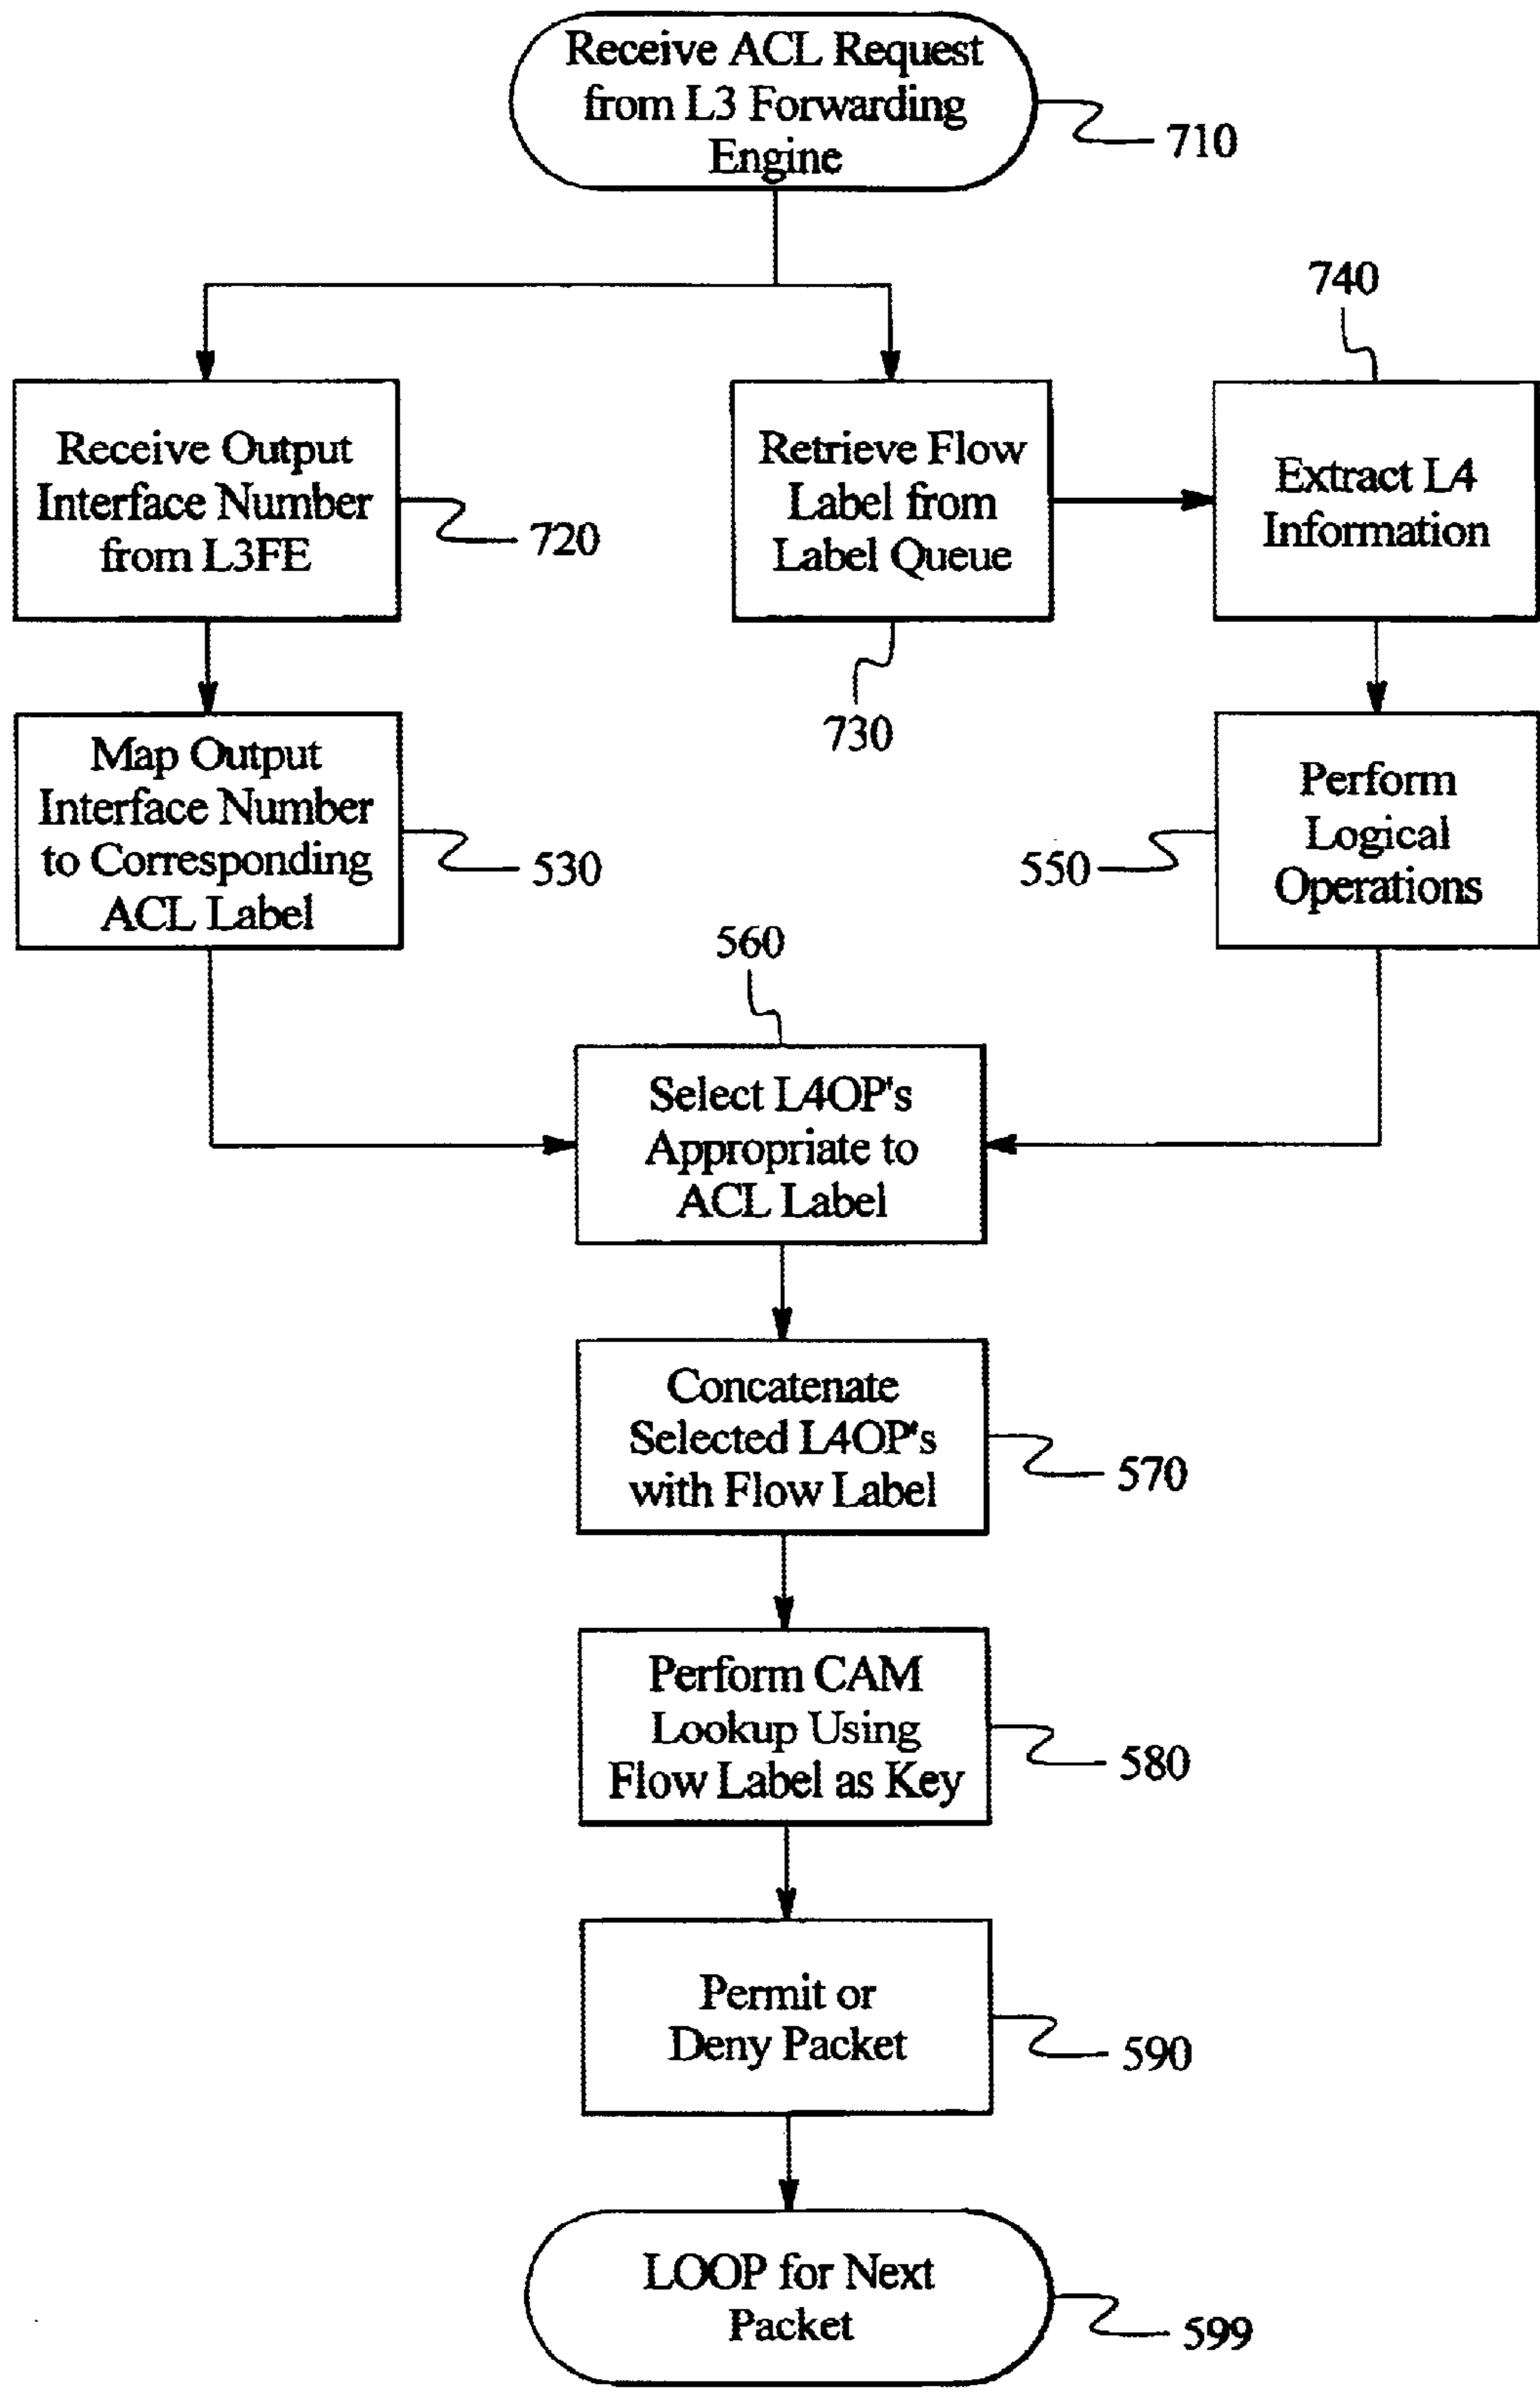 Receive ACL Request
from L3 Forwarding
Engine
710
740
Receive Output
Interface Number
from L3FE
720
Retrieve Flow
Label from
Label Queue
730
Extract L4
Information
Map Output
Interface Number
to Corresponding
ACL Label
530
Perform
Logical
Operations
550
560
Select L4OP's
Appropriate to
ACL Label
Concatenate
Selected L4OP's
with Flow Label
570
Perform CAM
Lookup Using
Flow Label as Key
580
Permit or
Deny Packet
590
LOOP for Next
Packet
599